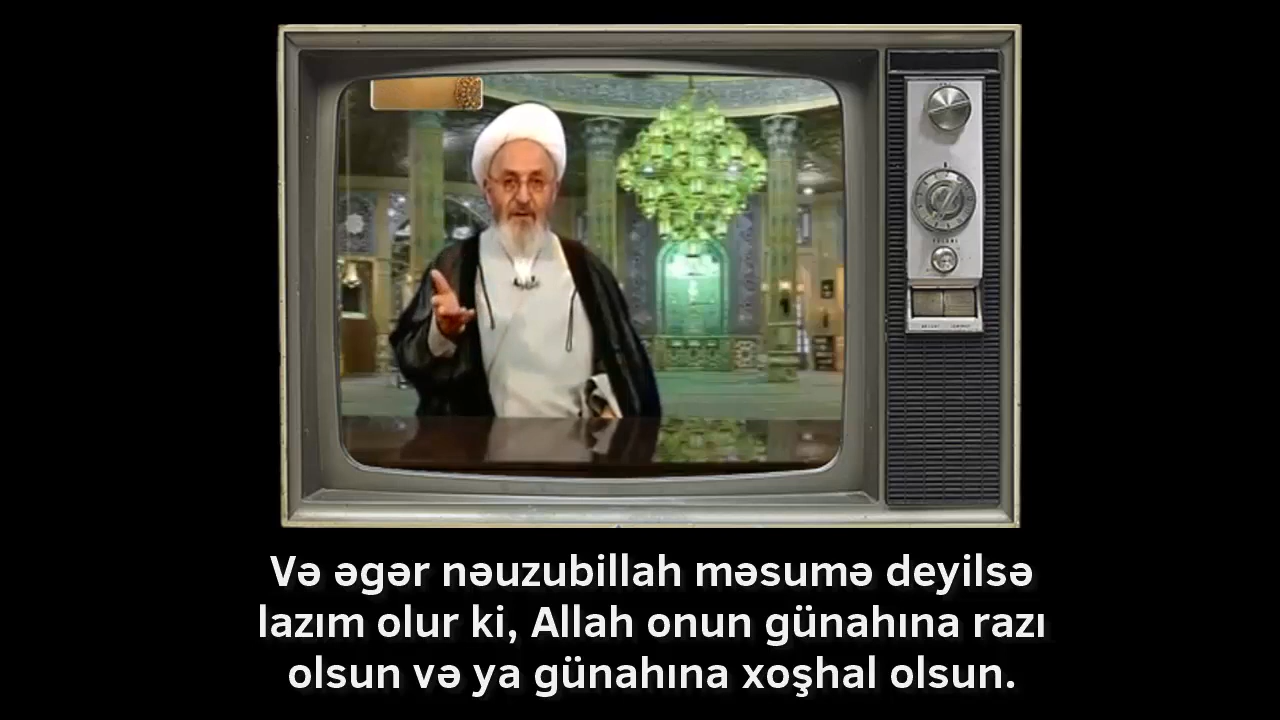 Və əgər nəuzubillah məsumə deyilsə
lazım olur ki, Allah onun günahına razı
olsun və ya günahına xoşhal olsun.